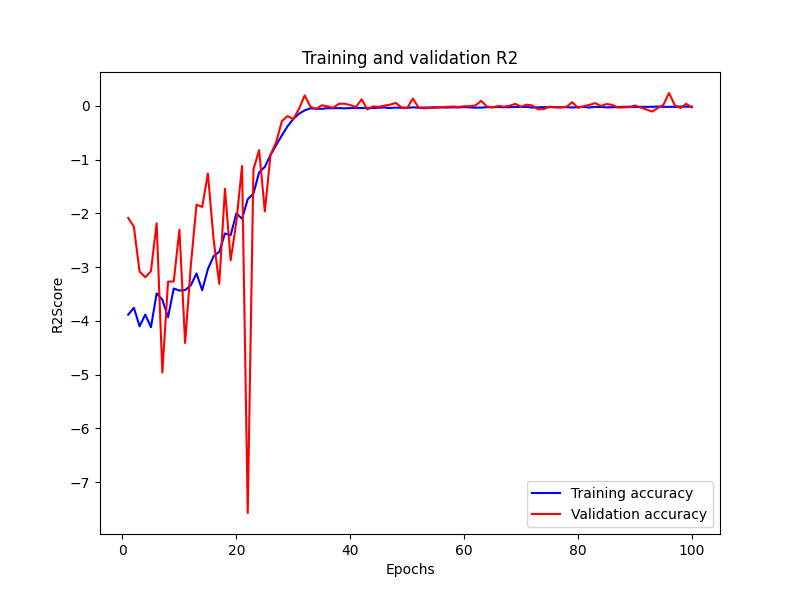 Training and validation R2
R2Score
0
−1
−2
−3
−4
−5
−6
−7
0 20 40 60 80 100
Epochs
Training accuracy
Validation accuracy